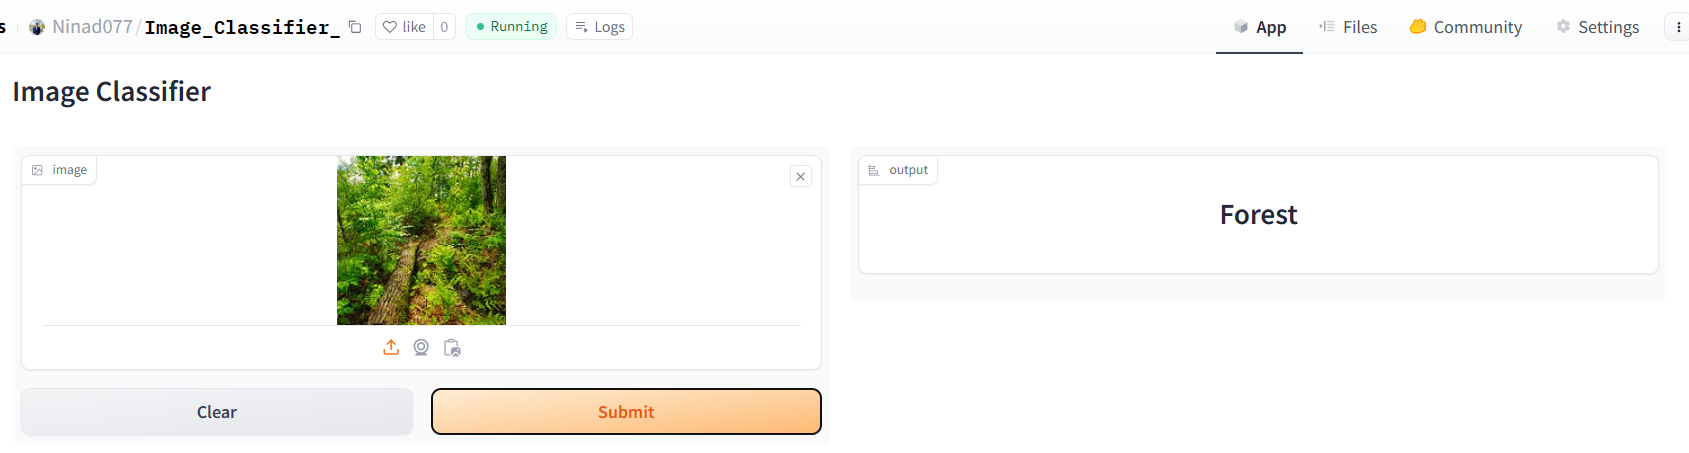 s Ninad077/Image_Classifier_ like 0 Running Logs App Files Community Settings
Image Classifier
image
output
Forest
Clear Submit